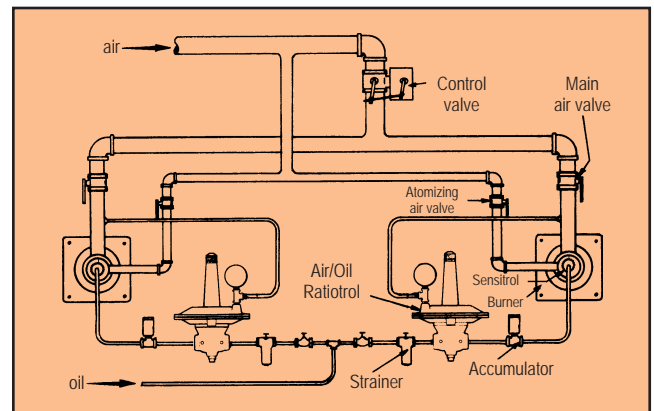 air
Control
valve
Main
air valve
Atomizing
air valve
Air/Oil
Ratiotrol
Sensitrol
Burner
Strainer
Accumulator
oil